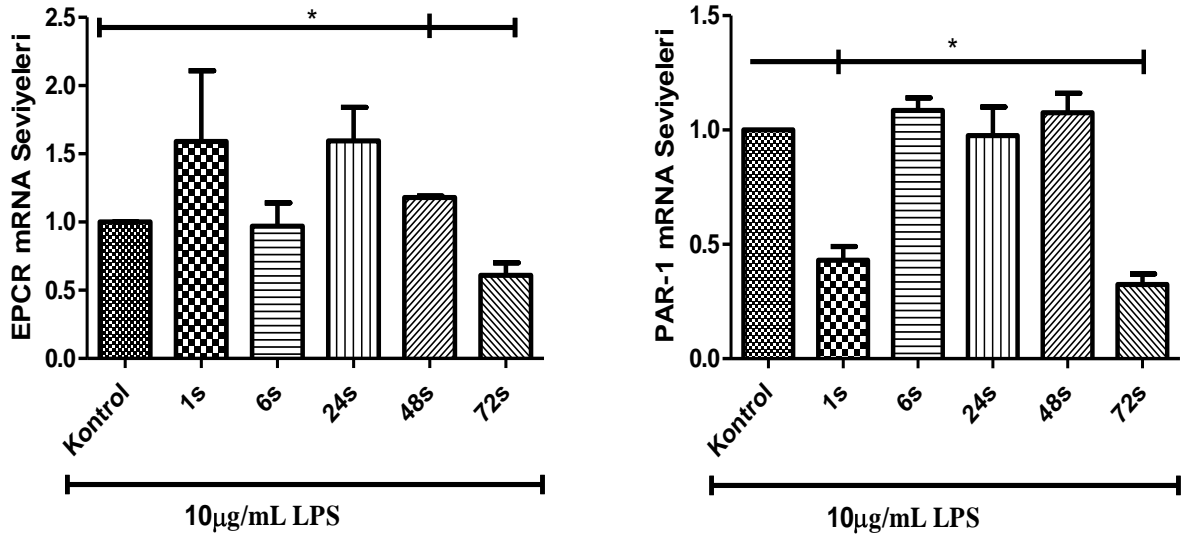 EPCR mRNA Seviyeleri
2.5
2.0
1.5
1.0
0.5
0.0
*
Kontrol
1s
6s
24s
48s
72s
10μg/mL LPS
PAR-1 mRNA Seviyeleri
1.5
1.0
0.5
0.0
*
Kontrol
1s
6s
24s
48s
72s
10μg/mL LPS